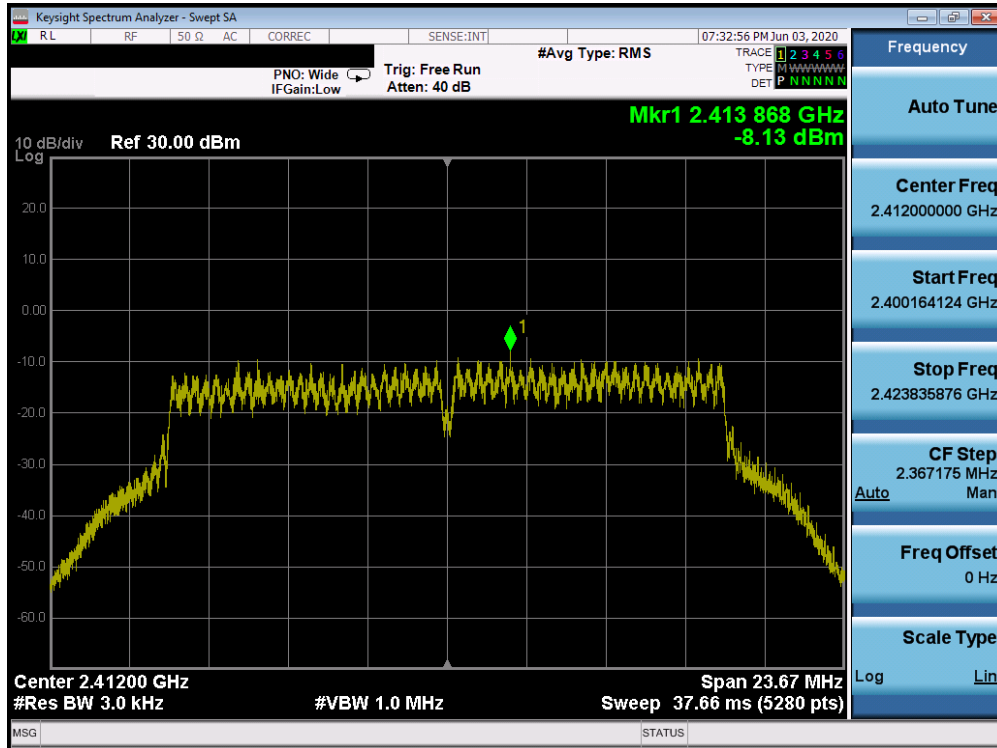 Keysight Spectrum Analyzer - Swept SA
LXI RL RF 50 Ω AC CORREC SENSE:INT 07:32:56 PM Jun 03, 2020
#Avg Type: RMS
PNO: Wide Trig: Free Run
IFGain:Low Atten: 40 dB
TRACE 1 2 3 4 5 6
TYPE M WWWWW
DET P N N N N N
Mkr1 2.413 868 GHz
-8.13 dBm
10 dB/div Ref 30.00 dBm
Log
20.0
10.0
0.00
-10.0
-20.0
-30.0
-40.0
-50.0
-60.0
1
Center 2.41200 GHz Span 23.67 MHz
#Res BW 3.0 kHz #VBW 1.0 MHz Sweep 37.66 ms (5280 pts)
MSG STATUS
Frequency
Auto Tune
Center Freq
2.412000000 GHz
Start Freq
2.400164124 GHz
Stop Freq
2.423835876 GHz
CF Step
2.367175 MHz
Auto Man
Freq Offset
0 Hz
Scale Type
Log Lin